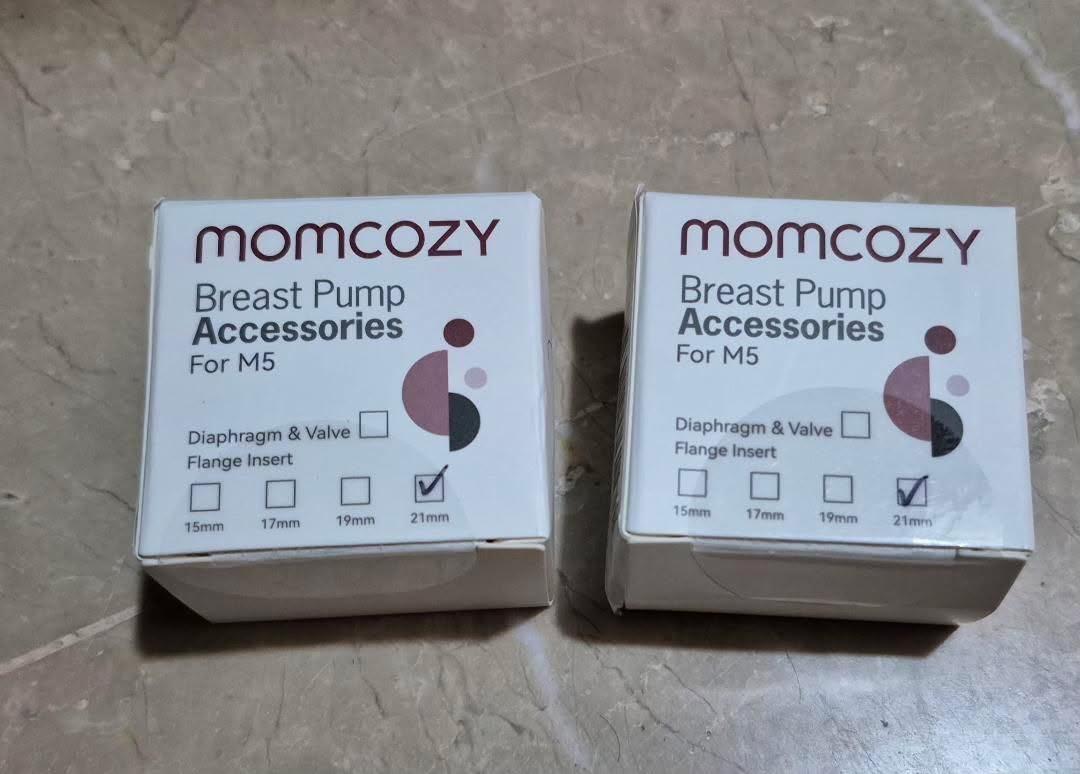 momcozy
Breast Pump
Accessories
For M5
Diaphragm & Valve
Flange Insert
15mm 17mm 19mm 21mm
momcozy
Breast Pump
Accessories
For M5
Diaphragm & Valve
Flange Insert
15mm 17mm 19mm 21mm